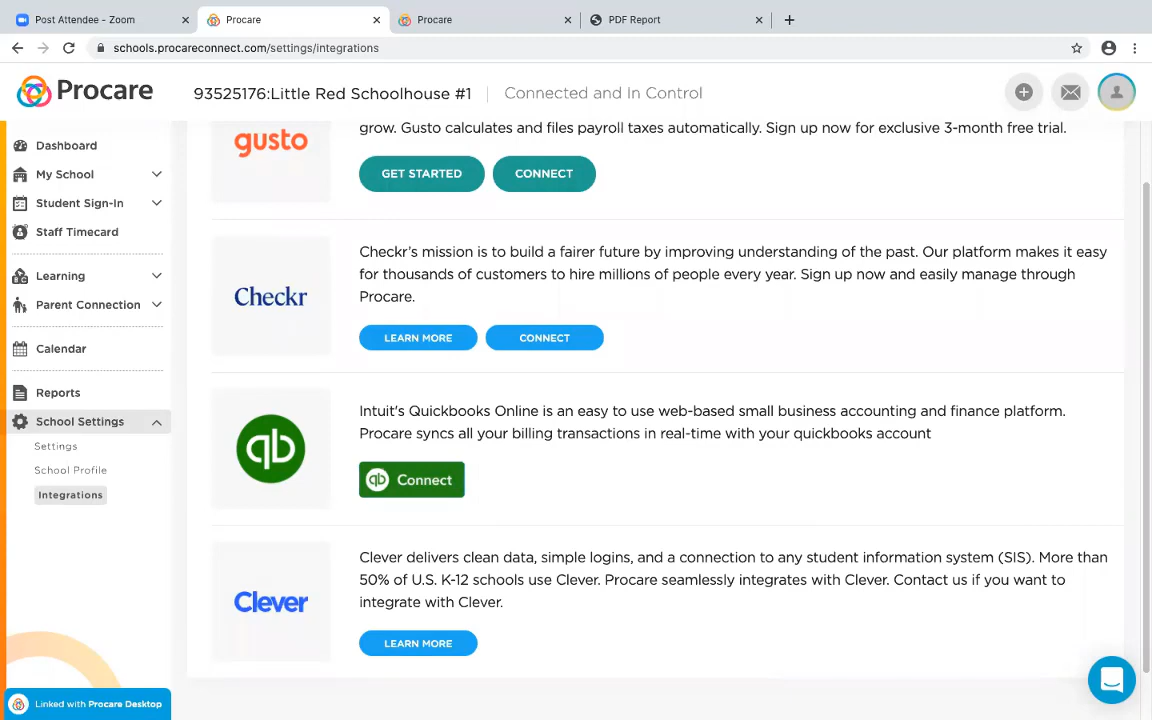 Post Attendee - Zoom
Procare
Procare
PDF Report
schools.procareconnect.com/settings/integrations
Procare
93525176:Little Red Schoolhouse #1
Connected and In Control
Dashboard
My School
Student Sign-In
Staff Timecard
Learning
Parent Connection
Calendar
Reports
School Settings
Settings
School Profile
Integrations
Linked with Procare Desktop
gusto
grow. Gusto calculates and files payroll taxes automatically. Sign up now for exclusive 3-month free trial.
GET STARTED
CONNECT
Checkr
Checkr's mission is to build a fairer future by improving understanding of the past. Our platform makes it easy
for thousands of customers to hire millions of people every year. Sign up now and easily manage through
Procare.
LEARN MORE
CONNECT
qb
Intuit's Quickbooks Online is an easy to use web-based small business accounting and finance platform.
Procare syncs all your billing transactions in real-time with your quickbooks account
qb Connect
Clever
Clever delivers clean data, simple logins, and a connection to any student information system (SIS). More than
50% of U.S. K-12 schools use Clever. Procare seamlessly integrates with Clever. Contact us if you want to
integrate with Clever.
LEARN MORE